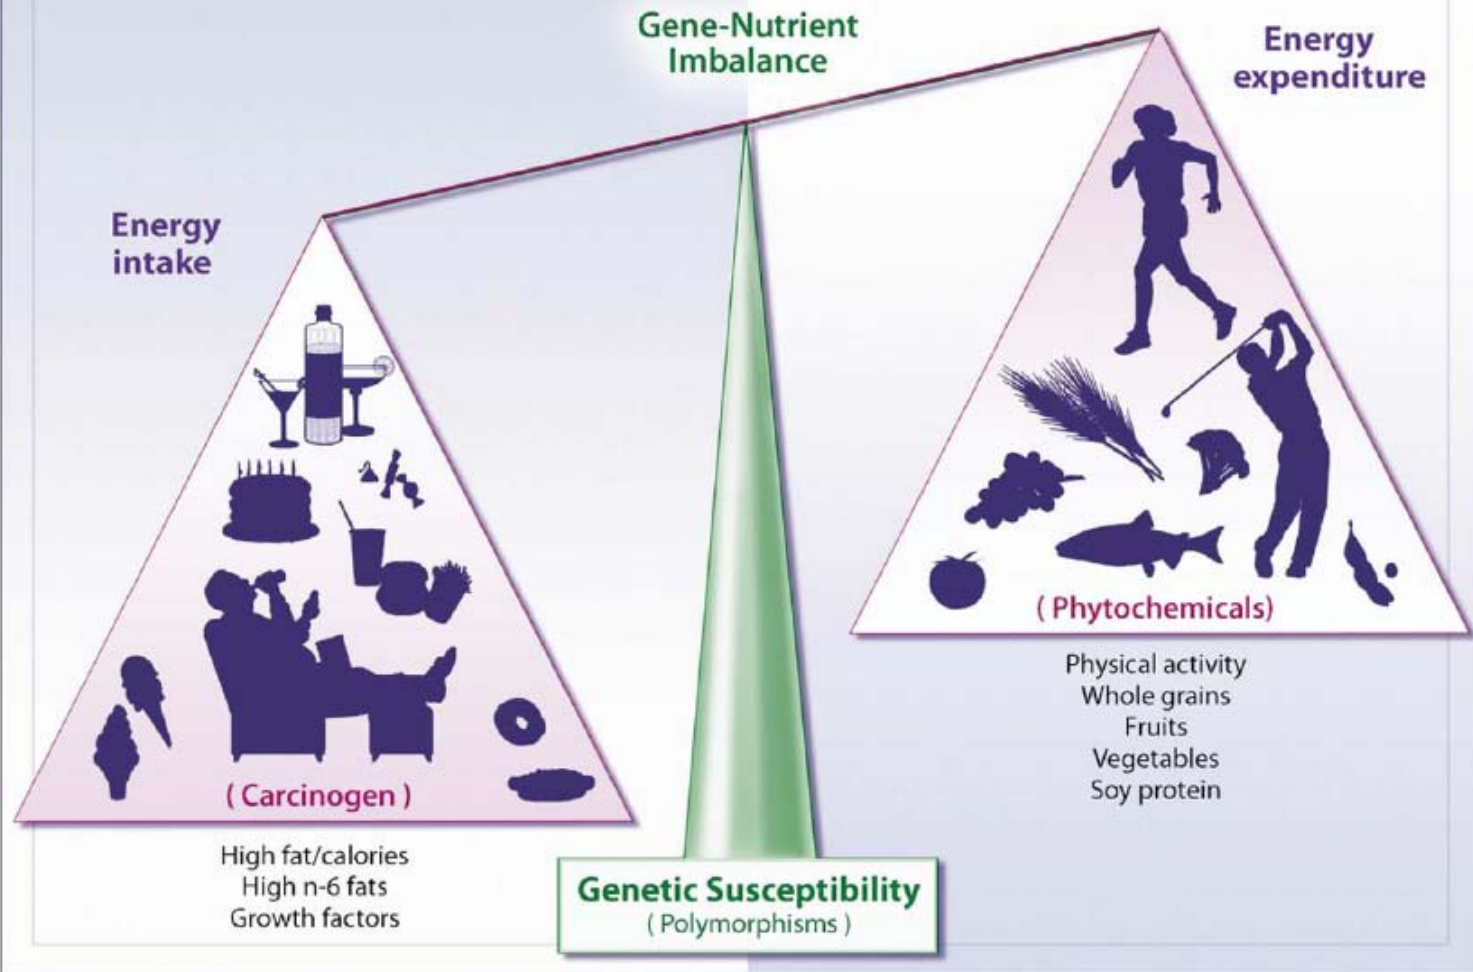 Gene-Nutrient
Imbalance
Energy
expenditure
Energy
intake
( Phytochemicals)
Physical activity
Whole grains
Fruits
Vegetables
Soy protein
( Carcinogen )
High fat/calories
High n-6 fats
Growth factors
Genetic Susceptibility
( Polymorphisms )